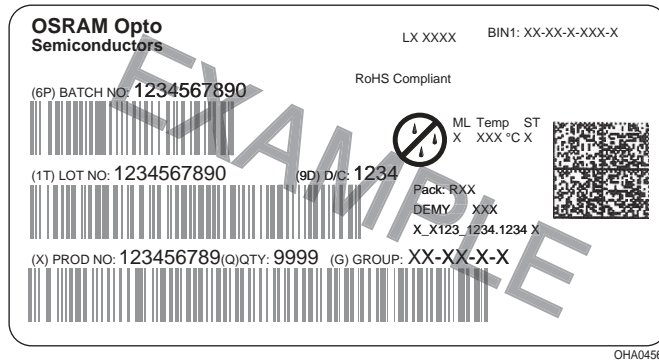 OSRAM Opto
Semiconductors
LX XXXX
BIN1: XX-XX-X-XXX-X
RoHS Compliant
(6P) BATCH NO: 1234567890
ML Temp ST
X XXX °C X
(1T) LOT NO: 1234567890 (9D) D/C: 1234
Pack: RXX
DEMY XXX
X_X123_1234.1234 X
(X) PROD NO: 123456789(Q)QTY: 9999 (G) GROUP: XX-XX-X-X
EXAMPLE
OHA0456